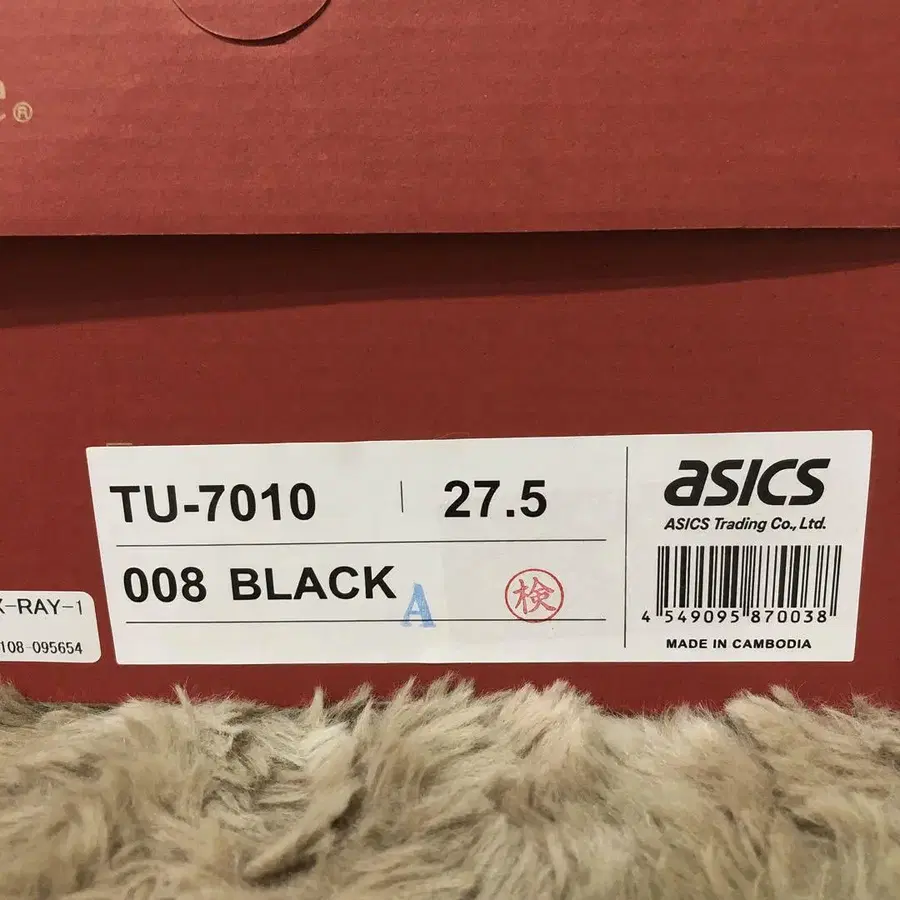 ®
TU-7010 | 27.5
008 BLACK
A
検
asics
ASICS Trading Co., Ltd.
4 549095 870038
MADE IN CAMBODIA
X-RAY-1
108-095654